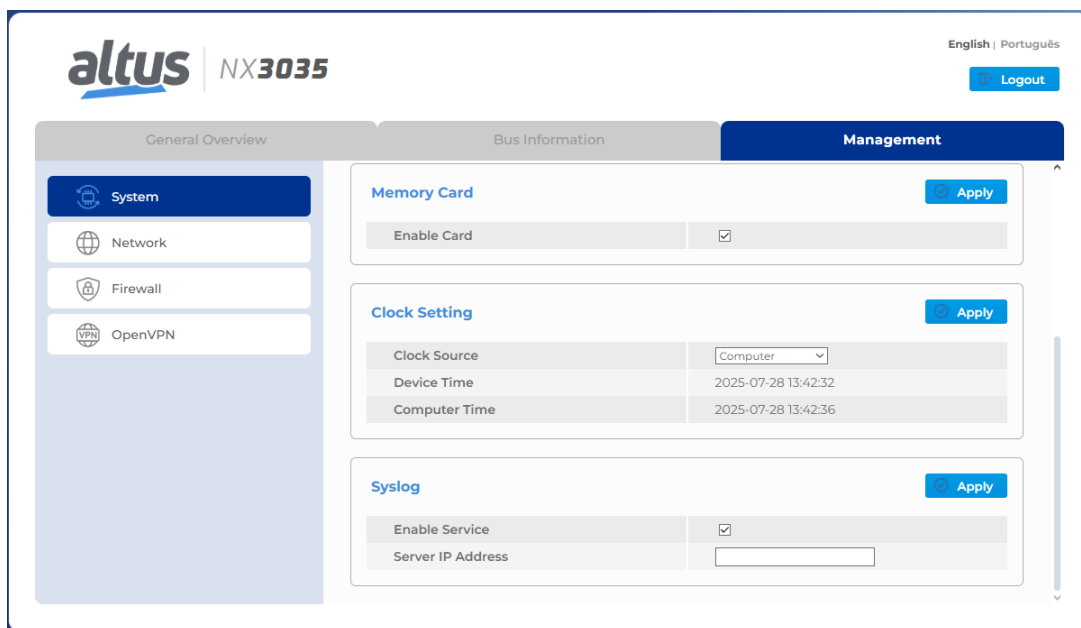 English | Português
altus NX3035
Logout
General Overview Bus Information Management
System
Network
Firewall
VPN OpenVPN
Memory Card Apply
Enable Card
Clock Setting Apply
Clock Source Computer
Device Time 2025-07-28 13:42:32
Computer Time 2025-07-28 13:42:36
Syslog Apply
Enable Service
Server IP Address